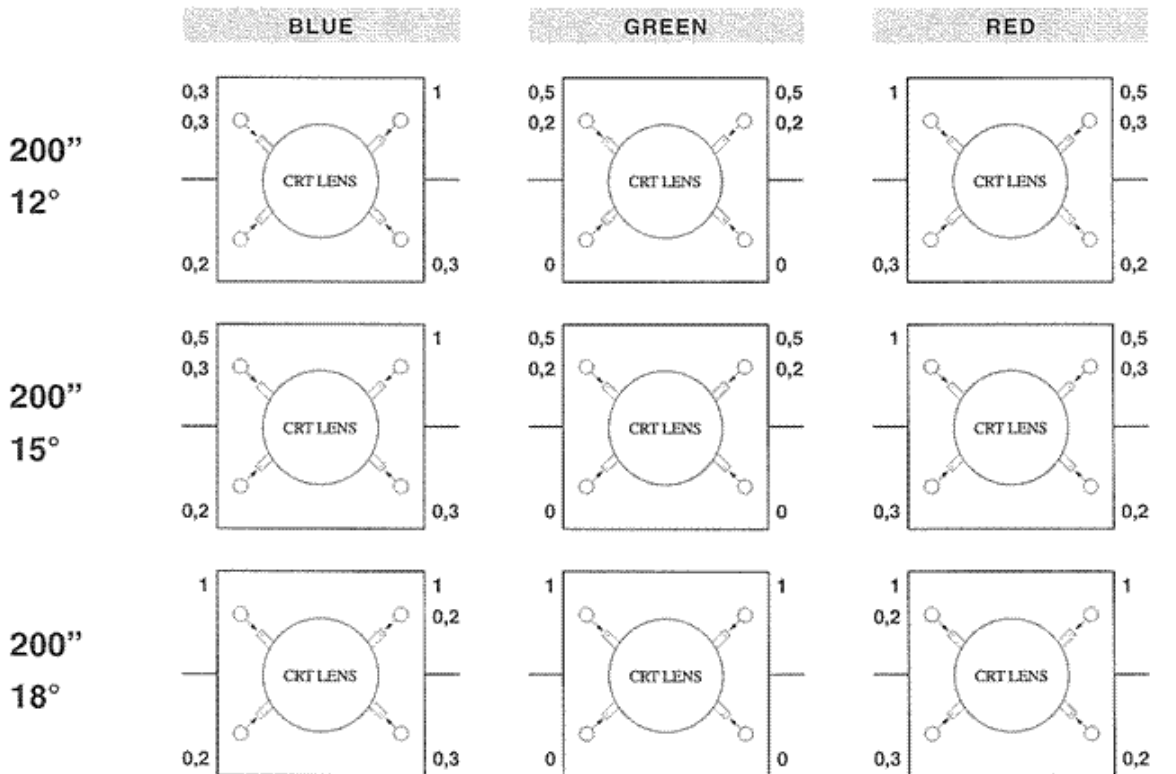 BLUE GREEN RED
0,3 1 0,5 0,5 1 0,5
0,3 0,2 0,2 0,3
200”
CRT LENS CRT LENS CRT LENS
12°
0,2 0,3 0 0 0,3 0,2
0,5 1 0,5 0,5 1 0,5
0,3 0,2 0,2 0,3
200”
CRT LENS CRT LENS CRT LENS
15°
0,2 0,3 0 0 0,3 0,2
1 1 1 1 1 1
0,2 0,2
200”
CRT LENS CRT LENS CRT LENS
18°
0,2 0,3 0 0 0,3 0,2